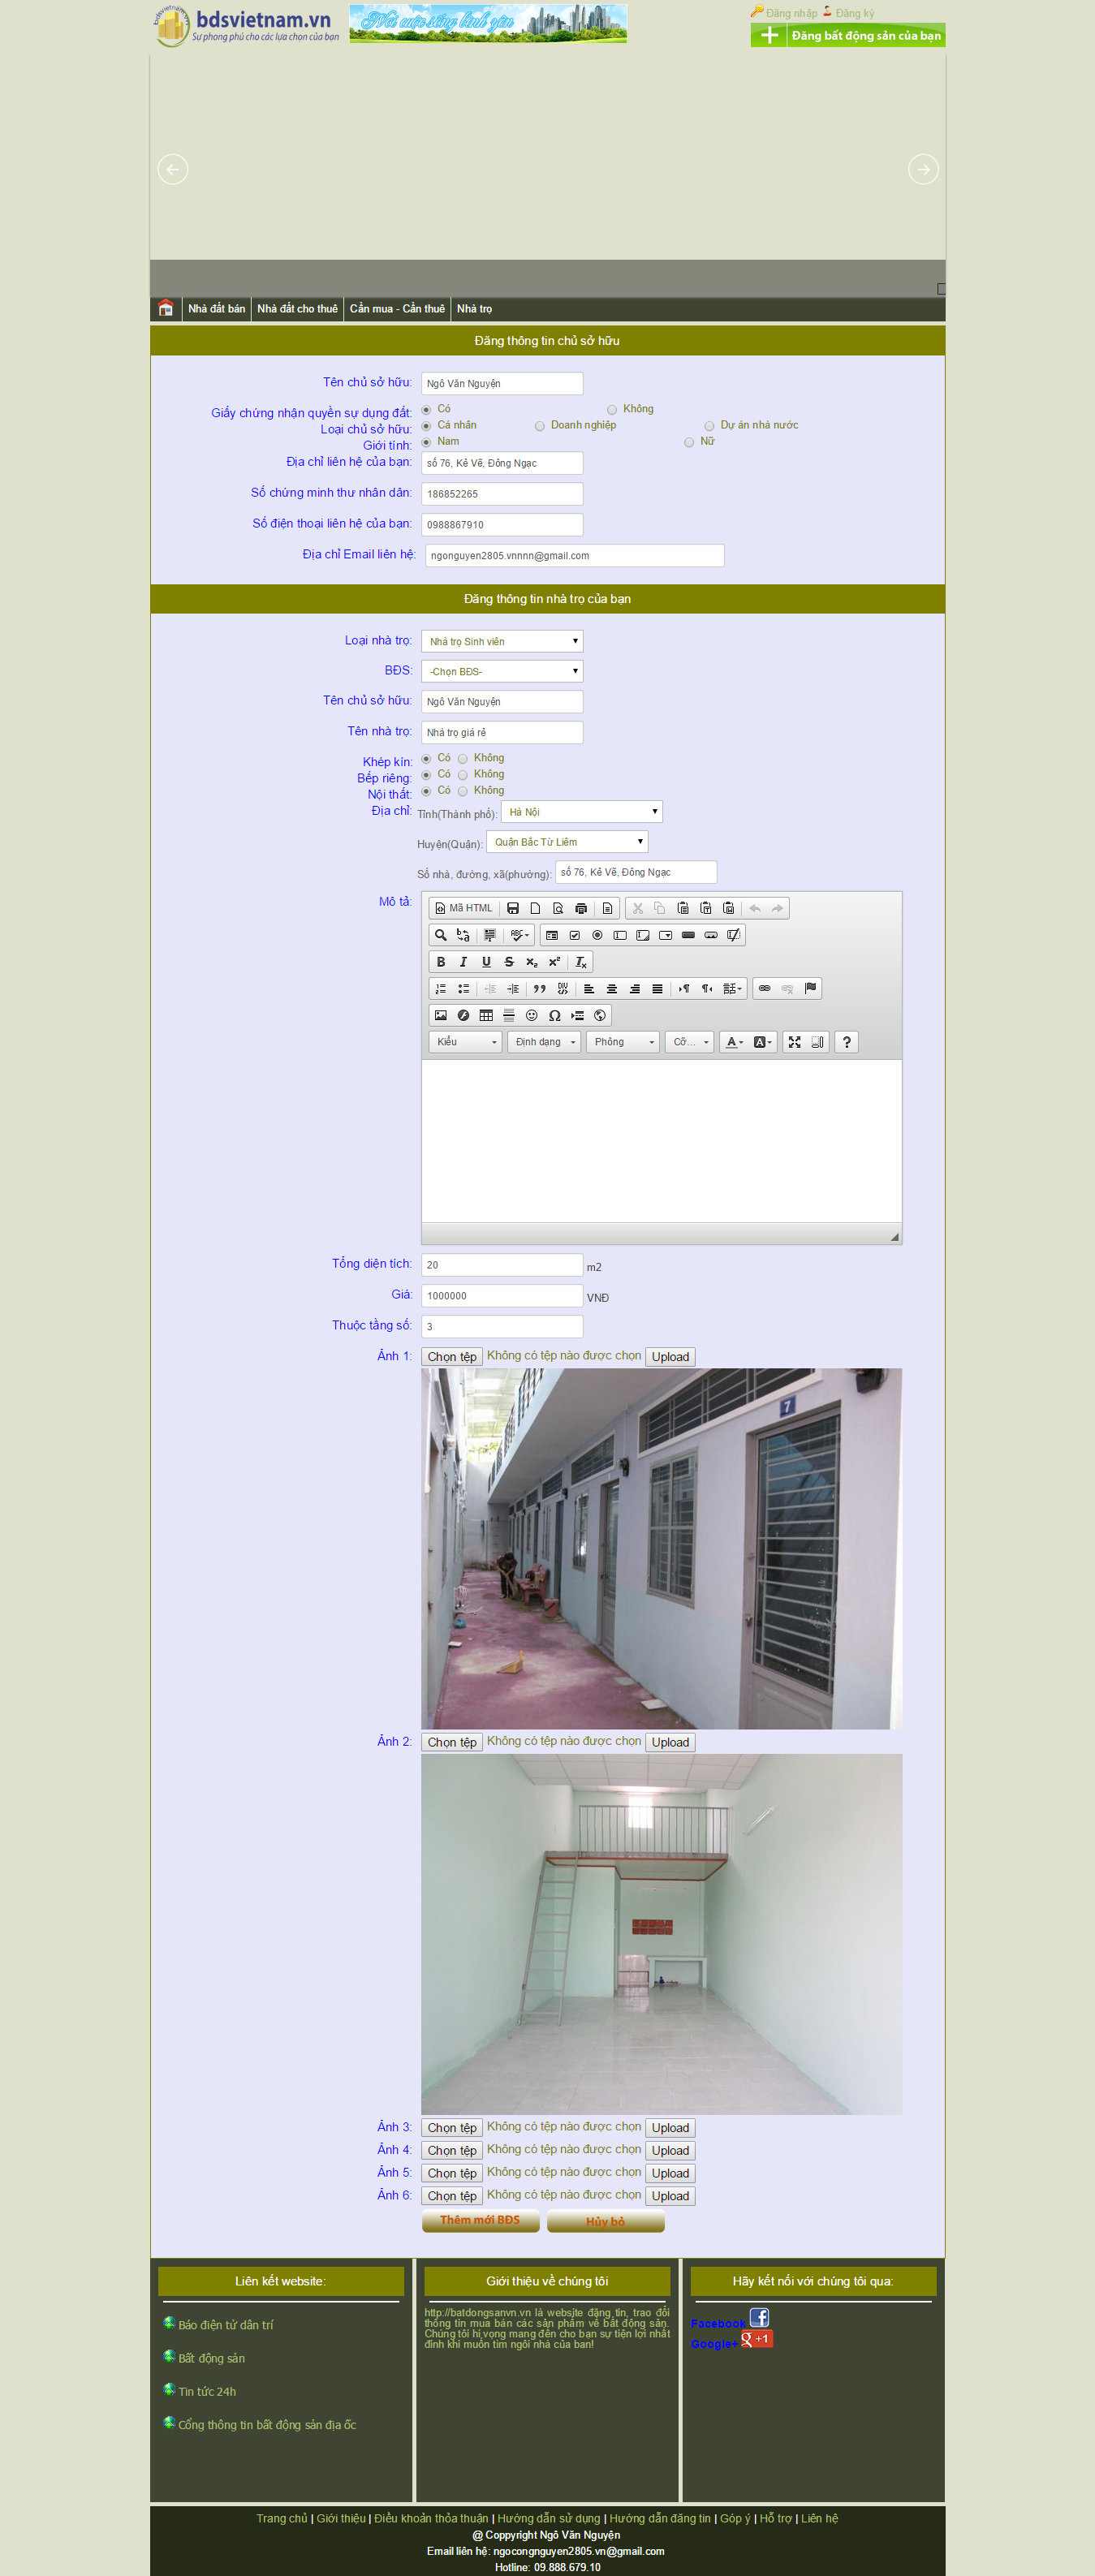 bdsvietnam
bdsvietnam.vn
Sự phong phú cho các lựa chọn của bạn
Với cuộc sống bình yên
Đăng nhập Đăng ký
Đăng bất động sản của bạn
Nhà đất bán Nhà đất cho thuê Cần mua - Cần thuê Nhà trọ
Đăng thông tin chủ sở hữu
Tên chủ sở hữu: Ngô Văn Nguyện
Giấy chứng nhận quyền sự dụng đất: Có Không
Loại chủ sở hữu: Cá nhân Doanh nghiệp Dự án nhà nước
Giới tính: Nam Nữ
Địa chỉ liên hệ của bạn: số 76, Kẻ Vẽ, Đông Ngạc
Số chứng minh thư nhân dân: 186852265
Số điện thoại liên hệ của bạn: 0988867910
Địa chỉ Email liên hệ: ngonguyen2805.vnnnn@gmail.com
Đăng thông tin nhà trọ của bạn
Loại nhà trọ: Nhà trọ Sinh viên
BĐS: -Chọn BĐS-
Tên chủ sở hữu: Ngô Văn Nguyện
Tên nhà trọ: Nhà trọ giá rẻ
Khép kín: Có Không
Bếp riêng: Có Không
Nội thất: Có Không
Địa chỉ: Tỉnh(Thành phố): Hà Nội
Huyện(Quận): Quận Bắc Từ Liêm
Số nhà, đường, xã(phường): số 76, Kẻ Vẽ, Đông Ngạc
Mô tả: Mã HTML
Kiểu Định dạng Phông Cỡ...
Tổng diện tích: 20 m2
Giá: 1000000 VNĐ
Thuộc tầng số: 3
Ảnh 1: Chọn tệp Không có tệp nào được chọn Upload
7
Ảnh 2: Chọn tệp Không có tệp nào được chọn Upload
Ảnh 3: Chọn tệp Không có tệp nào được chọn Upload
Ảnh 4: Chọn tệp Không có tệp nào được chọn Upload
Ảnh 5: Chọn tệp Không có tệp nào được chọn Upload
Ảnh 6: Chọn tệp Không có tệp nào được chọn Upload
Thêm mới BĐS Hủy bỏ
Liên kết website:
Báo điện tử dân trí
Bất động sản
Tin tức 24h
Cổng thông tin bất động sản địa ốc
Giới thiệu về chúng tôi
http://batdongsanvn.vn là website đăng tin, trao đổi
thống tin mua bán các sản phẩm về bất động sản.
Chúng tôi hi vọng mang đến cho bạn sự tiện lợi nhất
đình khi muốn tìm ngôi nhà của bạn!
Hãy kết nối với chúng tôi qua:
Facebook
Google+ +1
Trang chủ | Giới thiệu | Điều khoản thỏa thuận | Hướng dẫn sử dụng | Hướng dẫn đăng tin | Góp ý | Hỗ trợ | Liên hệ
@ Coppyright Ngô Văn Nguyện
Email liên hệ: ngocongnguyen2805.vn@gmail.com
Hotline: 09.888.679.10